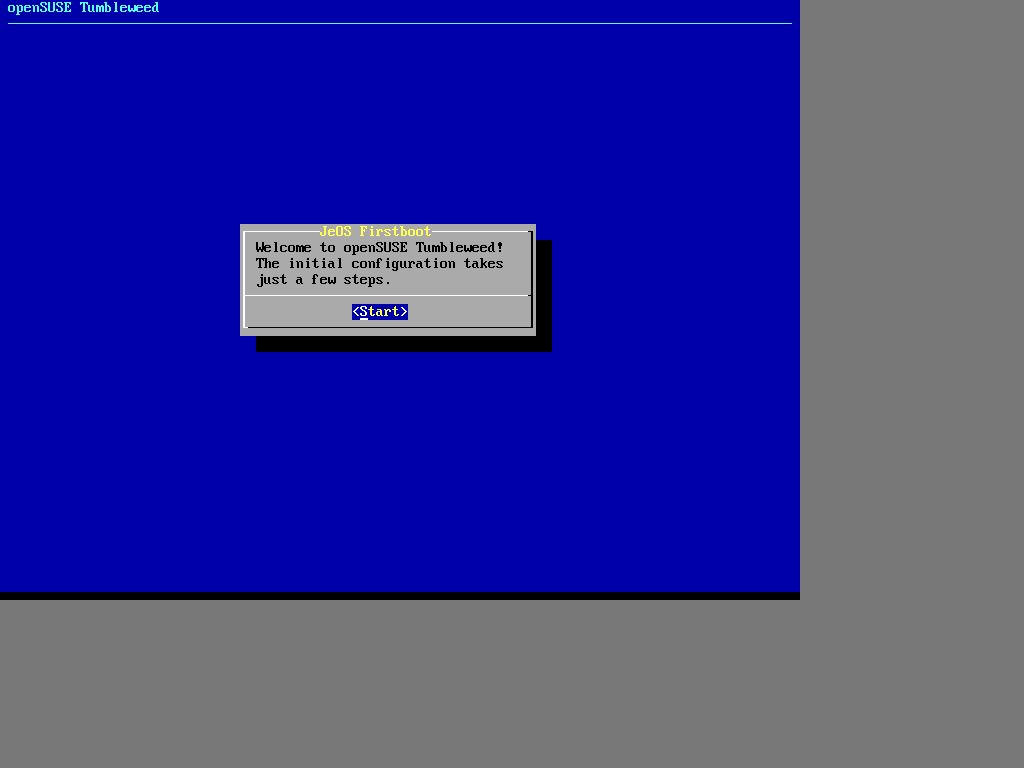 openSUSE Tumbleweed
JeOS Firstboot
Welcome to openSUSE Tumbleweed!
The initial configuration takes
just a few steps.
<Start>